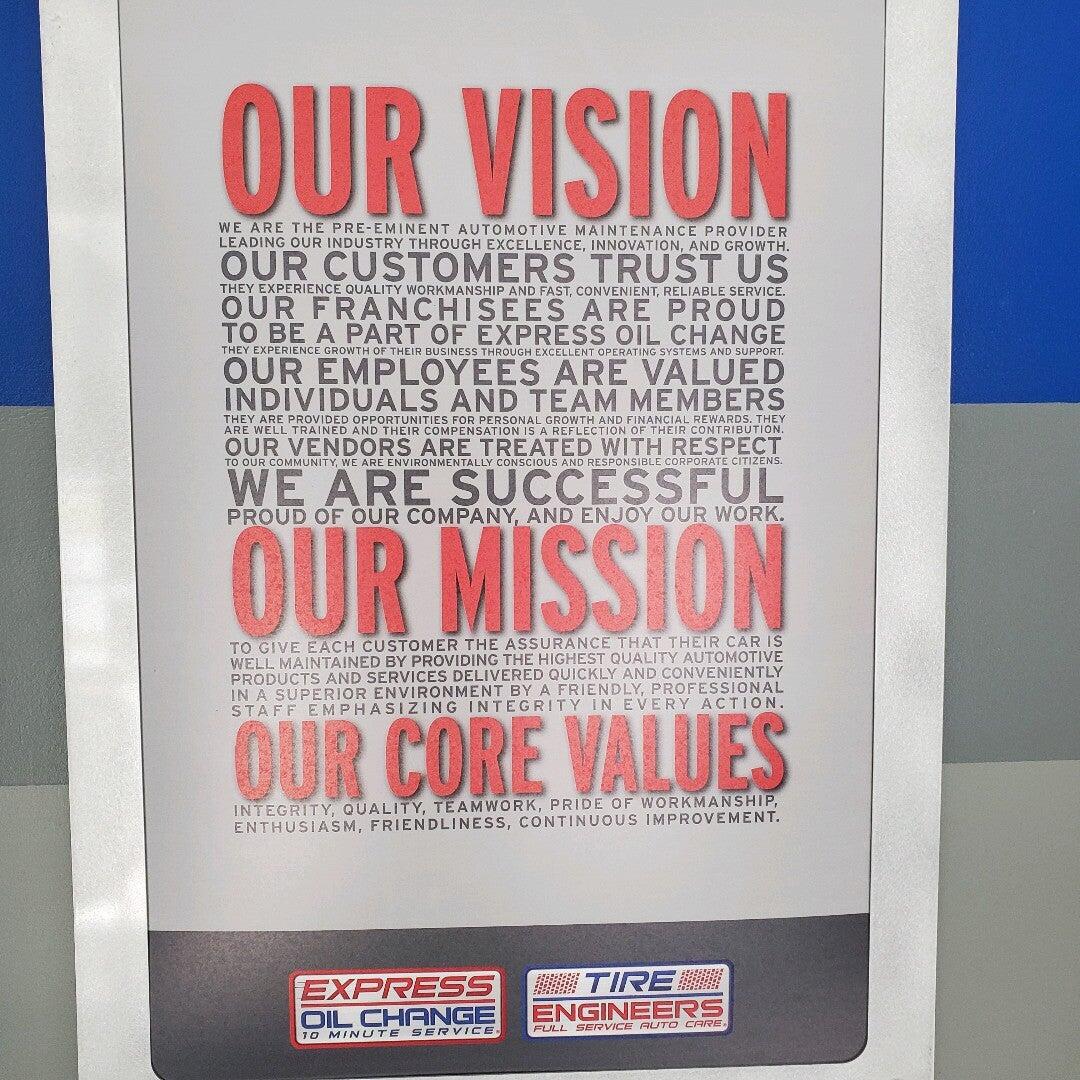 OUR VISION
WE ARE THE PRE-EMINENT AUTOMOTIVE MAINTENANCE PROVIDER
LEADING OUR INDUSTRY THROUGH EXCELLENCE, INNOVATION, AND GROWTH.
OUR CUSTOMERS TRUST US
THEY EXPERIENCE QUALITY WORKMANSHIP AND FAST, CONVENIENT, RELIABLE SERVICE.
OUR FRANCHISEES ARE PROUD
TO BE A PART OF EXPRESS OIL CHANGE
THEY EXPERIENCE GROWTH OF THEIR BUSINESS THROUGH EXCELLENT OPERATING SYSTEMS AND SUPPORT.
OUR EMPLOYEES ARE VALUED
INDIVIDUALS AND TEAM MEMBERS
THEY ARE PROVIDED OPPORTUNITIES FOR PERSONAL GROWTH AND FINANCIAL REWARDS. THEY
ARE WELL TRAINED AND THEIR COMPENSATION IS A REFLECTION OF THEIR CONTRIBUTION.
OUR VENDORS ARE TREATED WITH RESPECT
TO OUR COMMUNITY, WE ARE ENVIRONMENTALLY CONSCIOUS AND RESPONSIBLE CORPORATE CITIZENS.
WE ARE SUCCESSFUL
PROUD OF OUR COMPANY, AND ENJOY OUR WORK.
OUR MISSION
TO GIVE EACH CUSTOMER THE ASSURANCE THAT THEIR CAR IS
WELL MAINTAINED BY PROVIDING THE HIGHEST QUALITY AUTOMOTIVE
PRODUCTS AND SERVICES DELIVERED QUICKLY AND CONVENIENTLY
IN A SUPERIOR ENVIRONMENT BY A FRIENDLY, PROFESSIONAL
STAFF EMPHASIZING INTEGRITY IN EVERY ACTION.
OUR CORE VALUES
INTEGRITY, QUALITY, TEAMWORK, PRIDE OF WORKMANSHIP,
ENTHUSIASM, FRIENDLINESS, CONTINUOUS IMPROVEMENT.
EXPRESS
OIL CHANGE
10 MINUTE SERVICE
TIRE
ENGINEERS
FULL SERVICE AUTO CARE